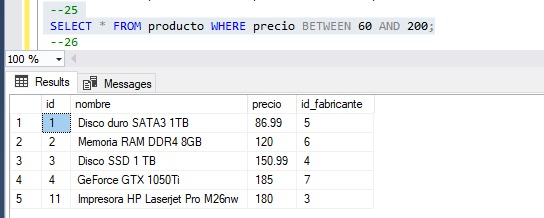 --25
SELECT * FROM producto WHERE precio BETWEEN 60 AND 200;
--26
100 %
Results Messages
id nombre precio id_fabricante
1 1 Disco duro SATA3 1TB 86.99 5
2 2 Memoria RAM DDR4 8GB 120 6
3 3 Disco SSD 1 TB 150.99 4
4 4 GeForce GTX 1050Ti 185 7
5 11 Impresora HP Laserjet Pro M26nw 180 3